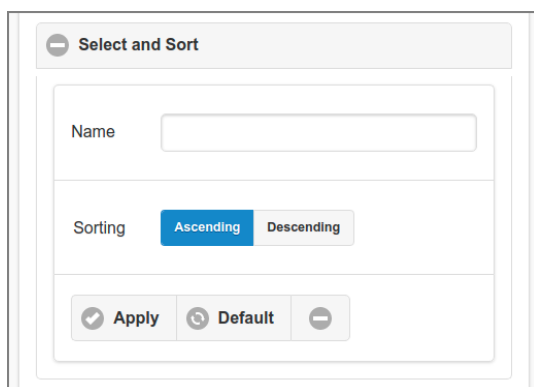 Select and Sort
Name
Sorting Ascending Descending
Apply Default